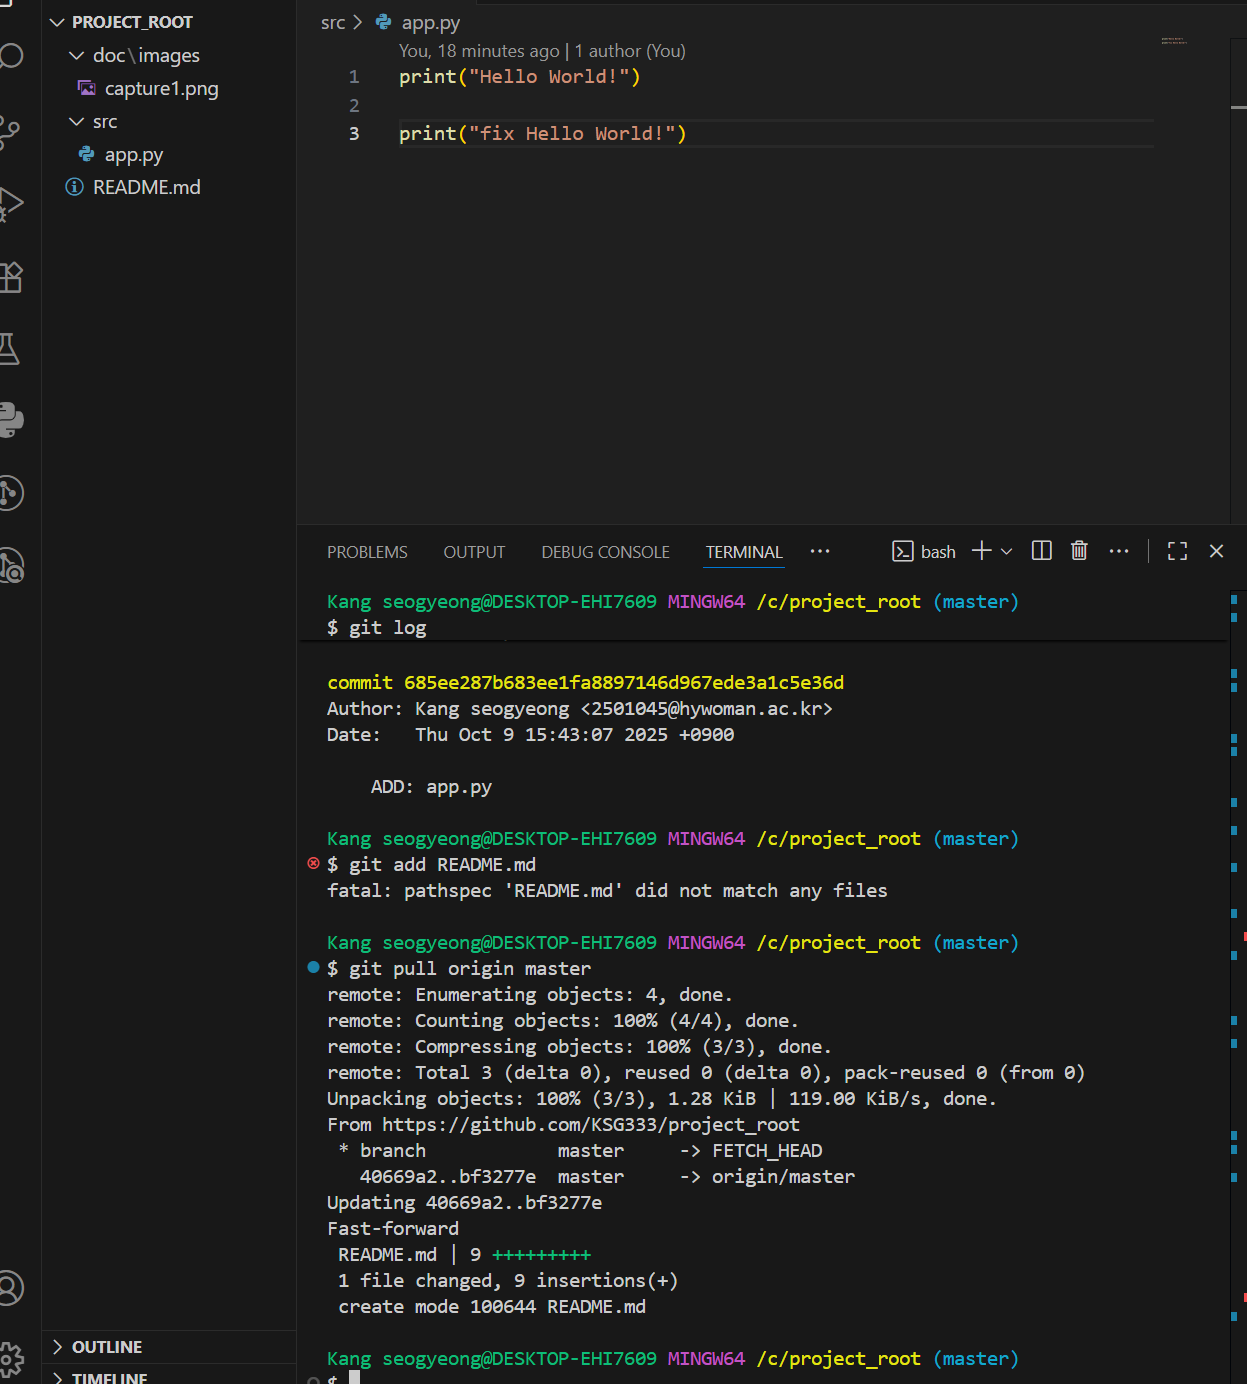 PROJECT_ROOT
doc\images
capture1.png
src
app.py
README.md
OUTLINE
TIMELINE
src > app.py
You, 18 minutes ago | 1 author (You)
1 print("Hello World!")
2
3 print("fix Hello World!")
PROBLEMS OUTPUT DEBUG CONSOLE TERMINAL ··· bash
Kang seogyeong@DESKTOP-EHI7609 MINGW64 /c/project_root (master)
$ git log
commit 685ee287b683ee1fa8897146d967ede3a1c5e36d
Author: Kang seogyeong <2501045@hywoman.ac.kr>
Date:   Thu Oct 9 15:43:07 2025 +0900
ADD: app.py
Kang seogyeong@DESKTOP-EHI7609 MINGW64 /c/project_root (master)
$ git add README.md
fatal: pathspec 'README.md' did not match any files
Kang seogyeong@DESKTOP-EHI7609 MINGW64 /c/project_root (master)
$ git pull origin master
remote: Enumerating objects: 4, done.
remote: Counting objects: 100% (4/4), done.
remote: Compressing objects: 100% (3/3), done.
remote: Total 3 (delta 0), reused 0 (delta 0), pack-reused 0 (from 0)
Unpacking objects: 100% (3/3), 1.28 KiB | 119.00 KiB/s, done.
From https://github.com/KSG333/project_root
* branch            master     -> FETCH_HEAD
40669a2..bf3277e  master     -> origin/master
Updating 40669a2..bf3277e
Fast-forward
README.md | 9 +++++++++
1 file changed, 9 insertions(+)
create mode 100644 README.md
Kang seogyeong@DESKTOP-EHI7609 MINGW64 /c/project_root (master)
$